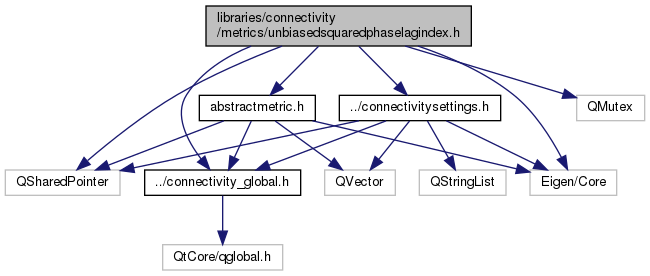 libraries/connectivity
/metrics/unbiasedsquaredphaselagindex.h
abstractmetric.h
../connectivitysettings.h
QMutex
QSharedPointer
../connectivity_global.h
QVector
QStringList
Eigen/Core
QtCore/qglobal.h